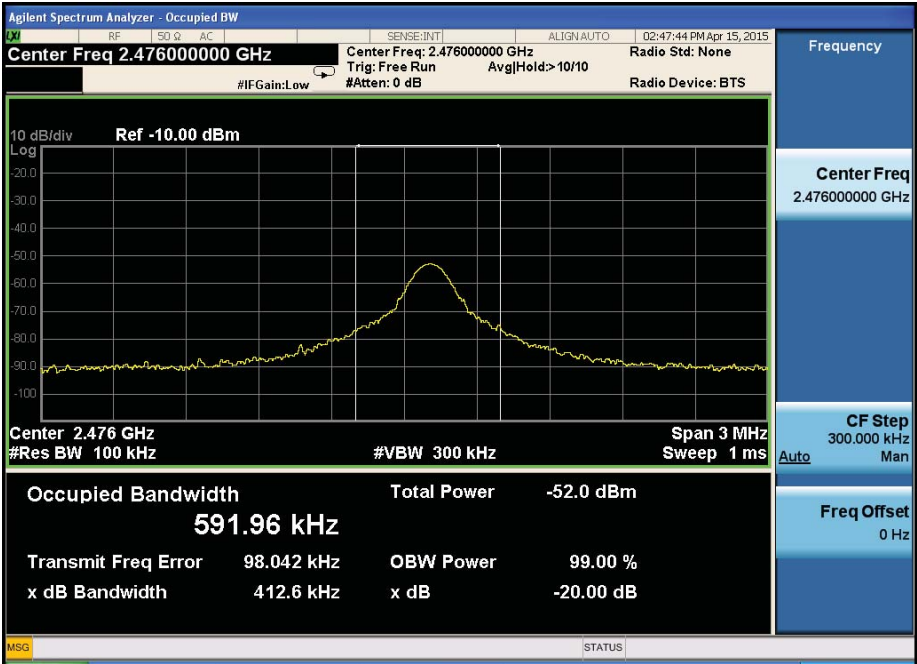 Agilent Spectrum Analyzer - Occupied BW
LXI RF 50 Ω AC SENSE:INT ALIGN AUTO 02:47:44 PM Apr 15, 2015
Center Freq 2.476000000 GHz
Center Freq: 2.476000000 GHz Radio Std: None
Trig: Free Run Avg|Hold:>10/10
#IFGain:Low #Atten: 0 dB Radio Device: BTS
10 dB/div Ref -10.00 dBm
Log
-20.0
-30.0
-40.0
-50.0
-60.0
-70.0
-80.0
-90.0
-100
Center 2.476 GHz Span 3 MHz
#Res BW 100 kHz #VBW 300 kHz Sweep 1 ms
Occupied Bandwidth Total Power -52.0 dBm
591.96 kHz
Transmit Freq Error 98.042 kHz OBW Power 99.00 %
x dB Bandwidth 412.6 kHz x dB -20.00 dB
MSG STATUS
Frequency
Center Freq
2.476000000 GHz
CF Step
300.000 kHz
Auto Man
Freq Offset
0 Hz